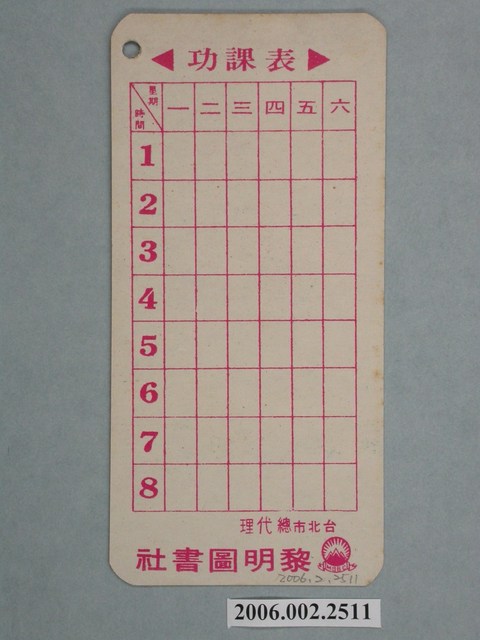 功課表
星期 一 二 三 四 五 六
時間
1
2
3
4
5
6
7
8
台北市總代理
黎明圖書社
2006.2.2511
2006.002.2511